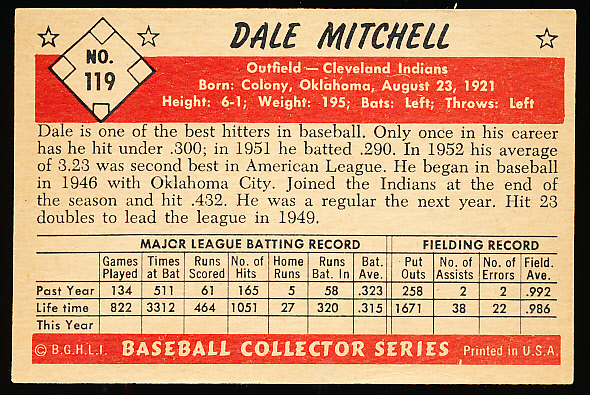 NO.
119
DALE MITCHELL
Outfield — Cleveland Indians
Born: Colony, Oklahoma, August 23, 1921
Height: 6-1; Weight: 195; Bats: Left; Throws: Left
Dale is one of the best hitters in baseball. Only once in his career
has he hit under .300; in 1951 he batted .290. In 1952 his average
of 3.23 was second best in American League. He began in baseball
in 1946 with Oklahoma City. Joined the Indians at the end of
the season and hit .432. He was a regular the next year. Hit 23
doubles to lead the league in 1949.
MAJOR LEAGUE BATTING RECORD FIELDING RECORD
Games Times Runs No. of Home Runs Bat. Put No. of No. of Field.
Played at Bat Scored Hits Runs Bat. In Ave. Outs Assists Errors Ave.
Past Year 134 511 61 165 5 58 .323 258 2 2 .992
Life time 822 3312 464 1051 27 320 .315 1671 38 22 .986
This Year
© B.G.H.L.I. BASEBALL COLLECTOR SERIES Printed in U.S.A.